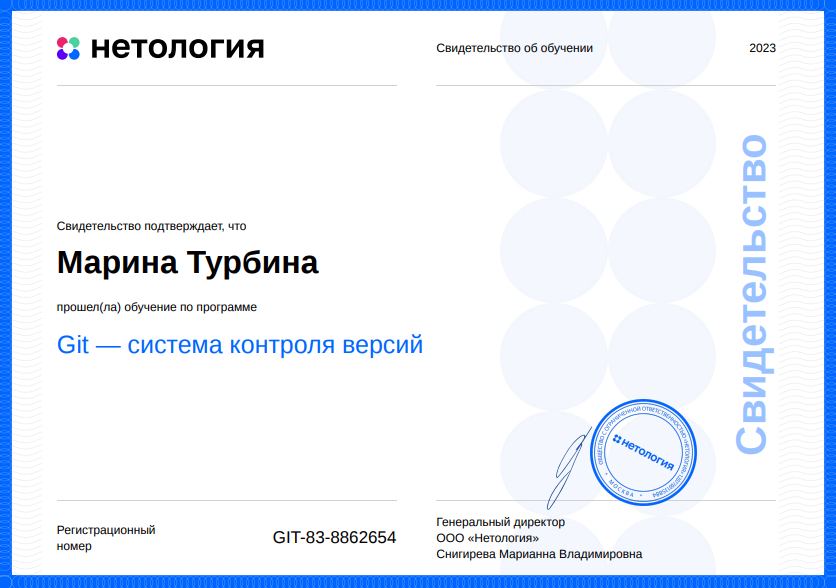 нетология
Свидетельство об обучении
2023
Свидетельство подтверждает, что
Марина Турбина
прошел(ла) обучение по программе
Git — система контроля версий
Свидетельство
нетология
МОСКВА
Регистрационный
номер
GIT-83-8862654
Генеральный директор
ООО «Нетология»
Снигирева Марианна Владимировна